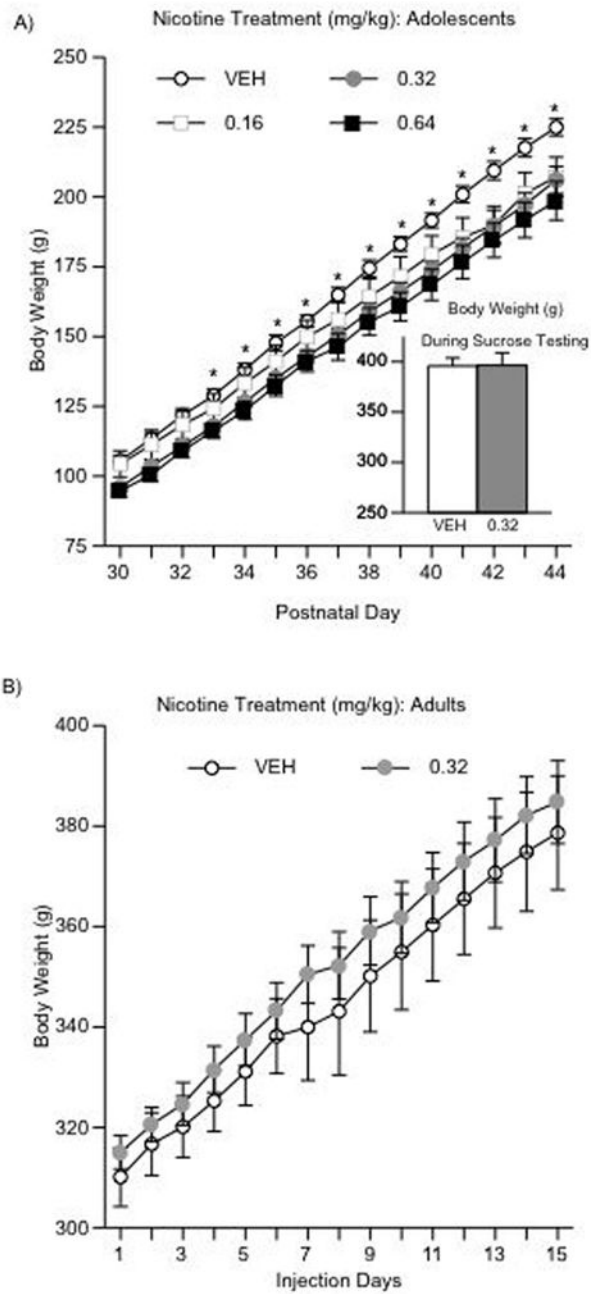 A)
Nicotine Treatment (mg/kg): Adolescents
250
VEH
0.32
0.16
0.64
225
200
175
150
125
100
75
Body Weight (g)
* * * * * * * * * * * *
Body Weight (g)
During Sucrose Testing
400
350
300
250
VEH 0.32
30 32 34 36 38 40 42 44
Postnatal Day
B)
Nicotine Treatment (mg/kg): Adults
400
VEH
0.32
380
360
340
320
300
Body Weight (g)
1 3 5 7 9 11 13 15
Injection Days